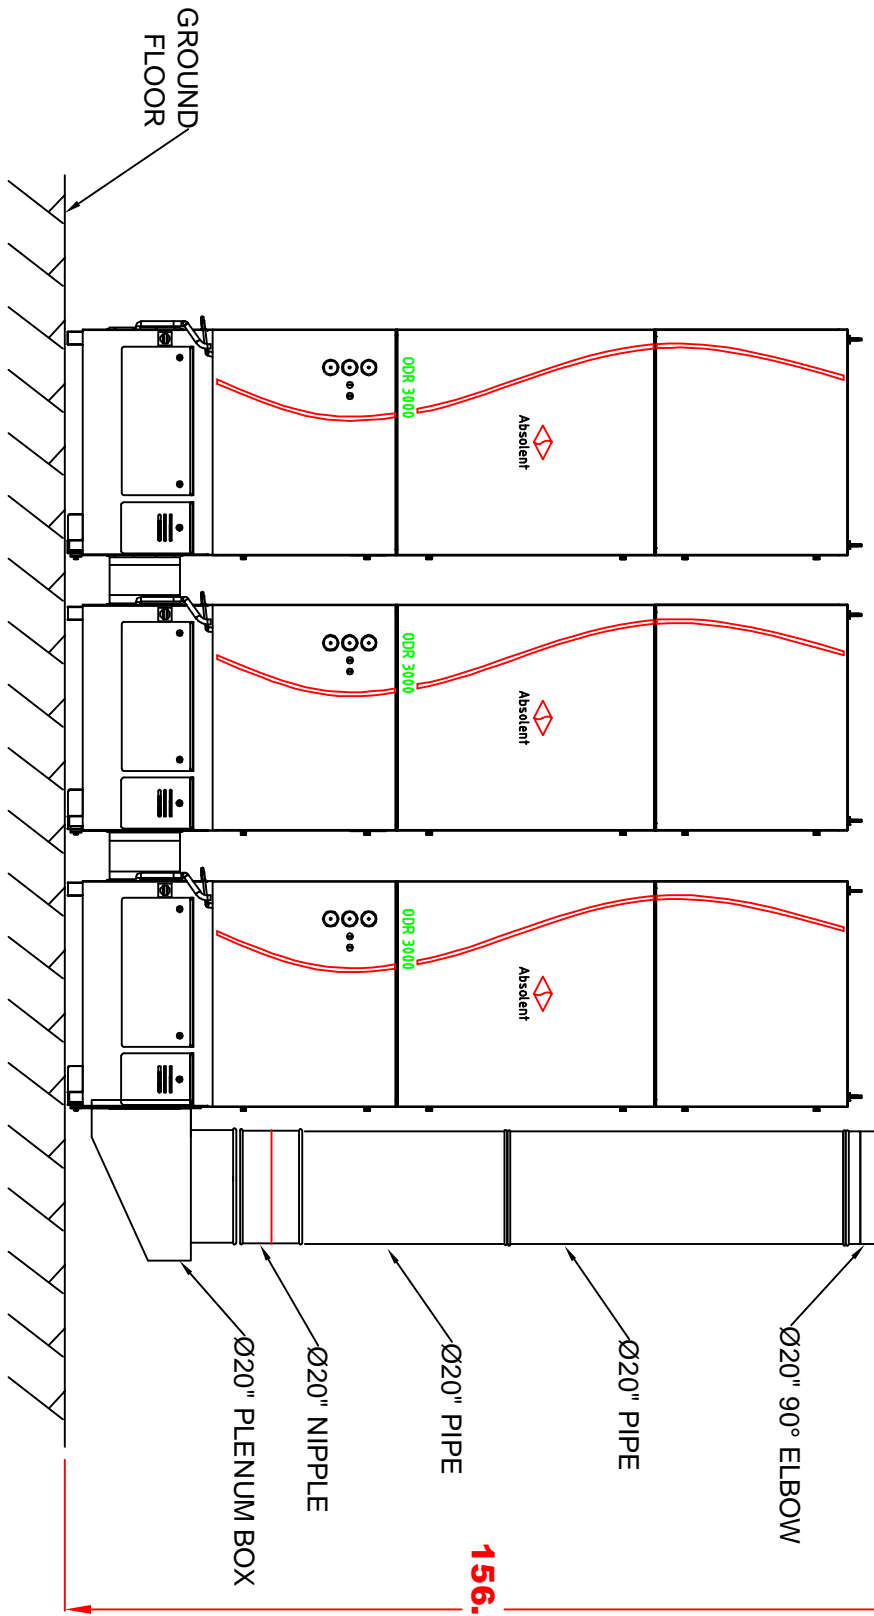 GROUND
FLOOR
ODR 3000
Absolent
ODR 3000
Absolent
ODR 3000
Absolent
Ø20" 90° ELBOW
Ø20" PIPE
Ø20" PIPE
Ø20" NIPPLE
Ø20" PLENUM BOX
156.